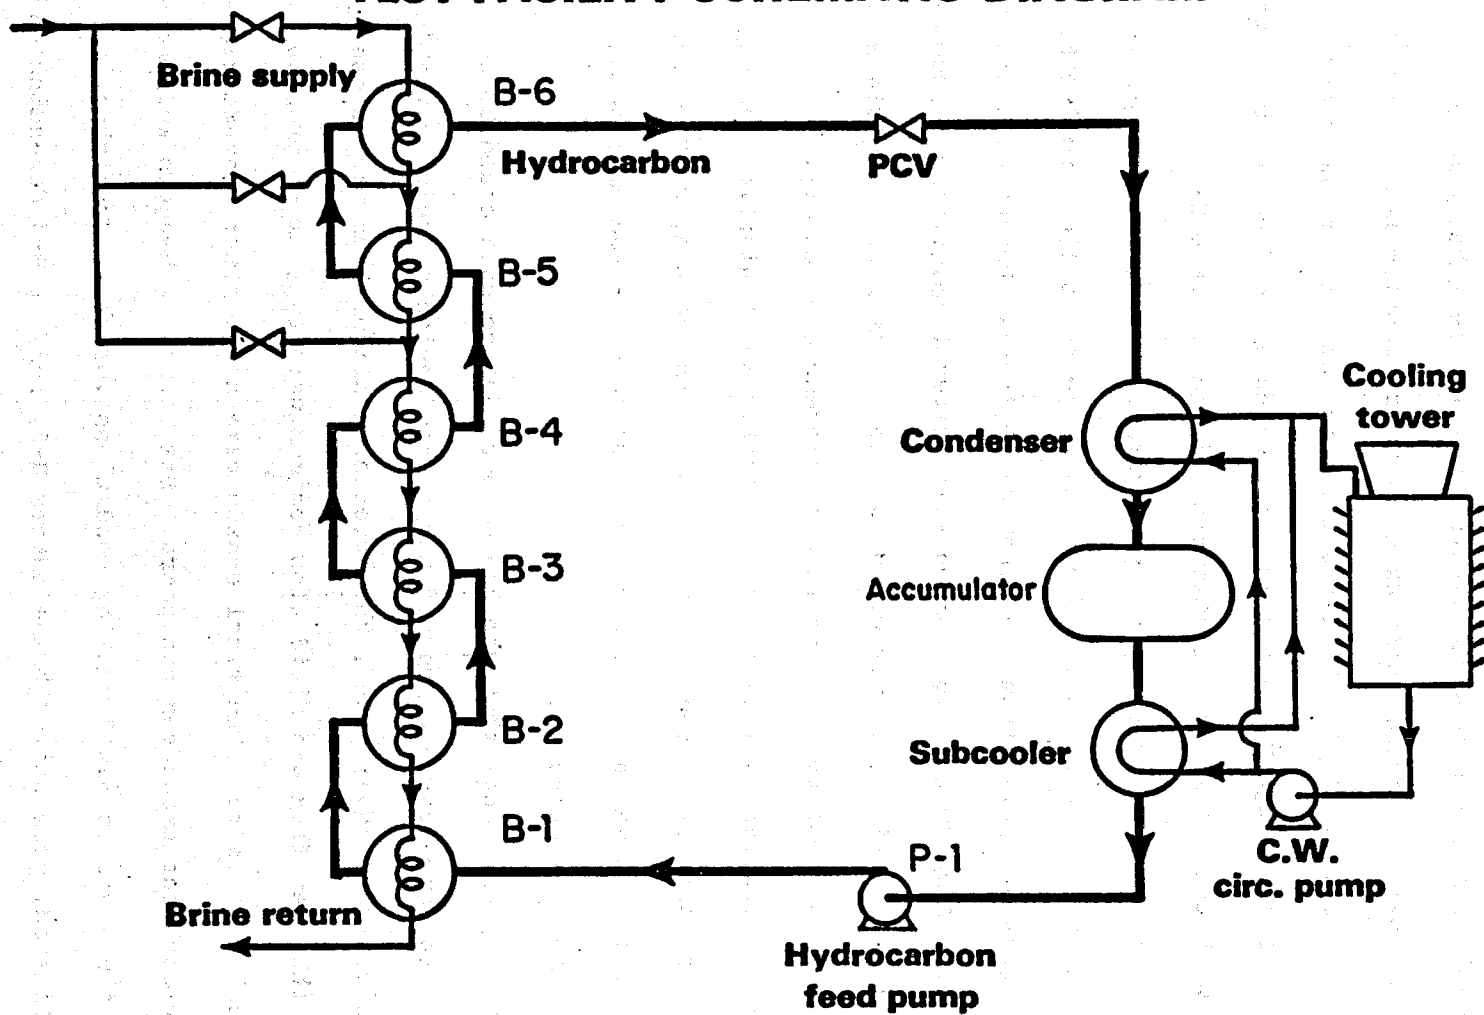 Brine supply
B-6
Hydrocarbon
PCV
B-5
Cooling
tower
B-4
Condenser
B-3
Accumulator
B-2
Subcooler
B-1
P-1
C.W.
circ. pump
Brine return
Hydrocarbon
feed pump